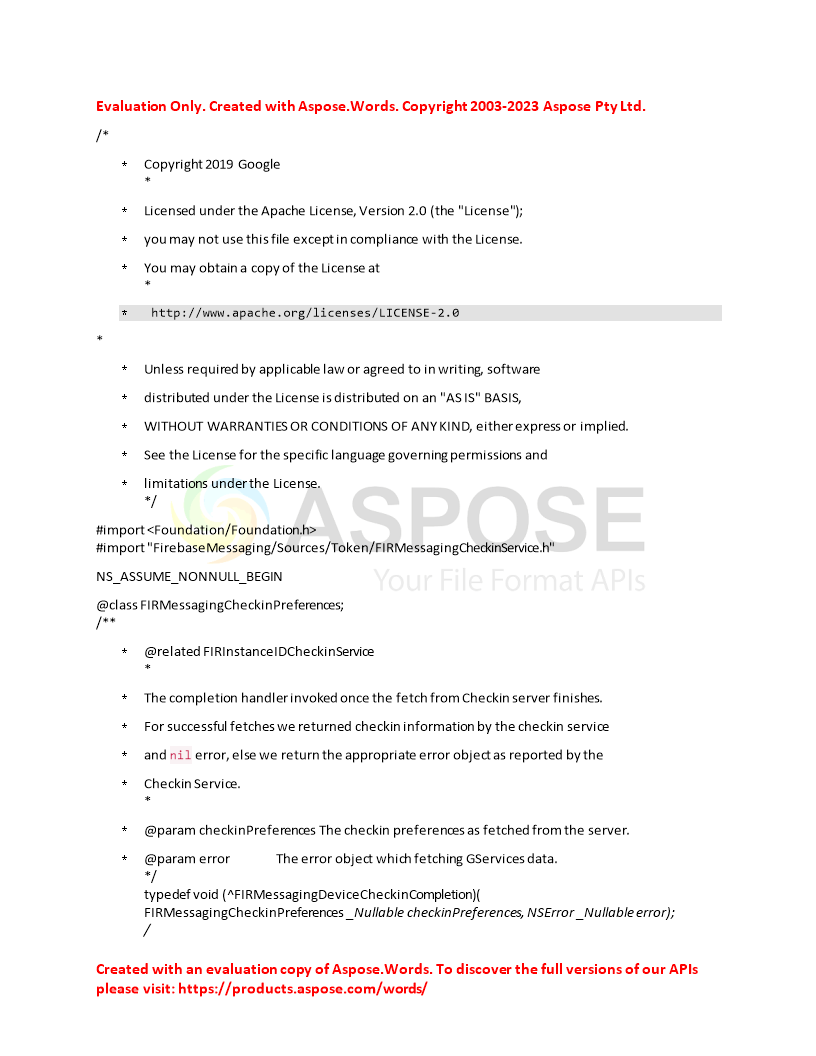 Evaluation Only. Created with Aspose.Words. Copyright 2003-2023 Aspose Pty Ltd.
/*
* Copyright 2019 Google
*
* Licensed under the Apache License, Version 2.0 (the "License");
* you may not use this file except in compliance with the License.
* You may obtain a copy of the License at
*
* http://www.apache.org/licenses/LICENSE-2.0
*
* Unless required by applicable law or agreed to in writing, software
* distributed under the License is distributed on an "AS IS" BASIS,
* WITHOUT WARRANTIES OR CONDITIONS OF ANY KIND, either express or implied.
* See the License for the specific language governing permissions and
* limitations under the License.
*/
ASPOSE
#import <Foundation/Foundation.h>
#import "FirebaseMessaging/Sources/Token/FIRMessagingCheckinService.h"
Your File Format APIs
NS_ASSUME_NONNULL_BEGIN
@class FIRMessagingCheckinPreferences;
/**
* @related FIRInstanceIDCheckinService
*
* The completion handler invoked once the fetch from Checkin server finishes.
* For successful fetches we returned checkin information by the checkin service
* and nil error, else we return the appropriate error object as reported by the
* Checkin Service.
*
* @param checkinPreferences The checkin preferences as fetched from the server.
* @param error The error object which fetching GServices data.
*/
typedef void (^FIRMessagingDeviceCheckinCompletion)(
FIRMessagingCheckinPreferences _Nullable checkinPreferences, NSError _Nullable error);
/
Created with an evaluation copy of Aspose.Words. To discover the full versions of our APIs
please visit: https://products.aspose.com/words/